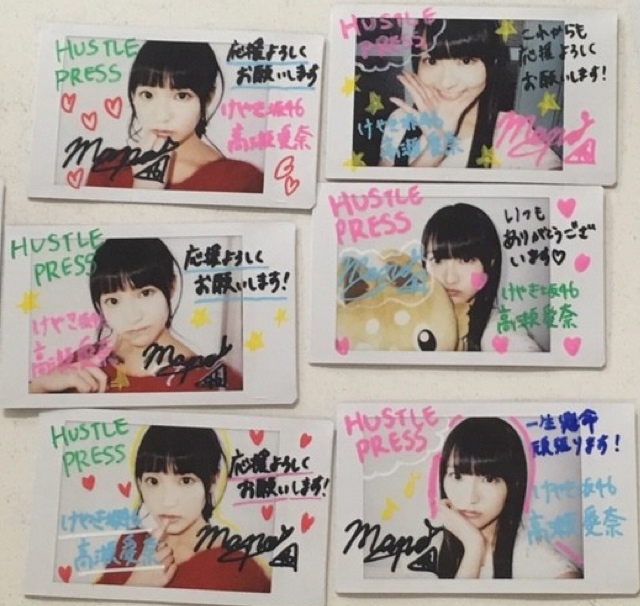 HUSTLE
PRESS
応援よろしく
お願いします
けやき坂46
高瀬愛奈
Mana
HUSTLE
PRESS
これからも
応援よろしく
お願いします!
けやき坂46
高瀬愛奈
Mana
HUSTLE
PRESS
応援よろしく
お願いします!
けやき坂46
高瀬愛奈
Mana
HUSTLE
PRESS
いつも
ありがとうござ
います♡
けやき坂46
高瀬愛奈
Mana
HUSTLE
PRESS
応援よろしく
お願いします!
けやき坂46
高瀬愛奈
Mana
HUSTLE
PRESS
一生懸命
頑張ります!
けやき坂46
高瀬愛奈
Mana